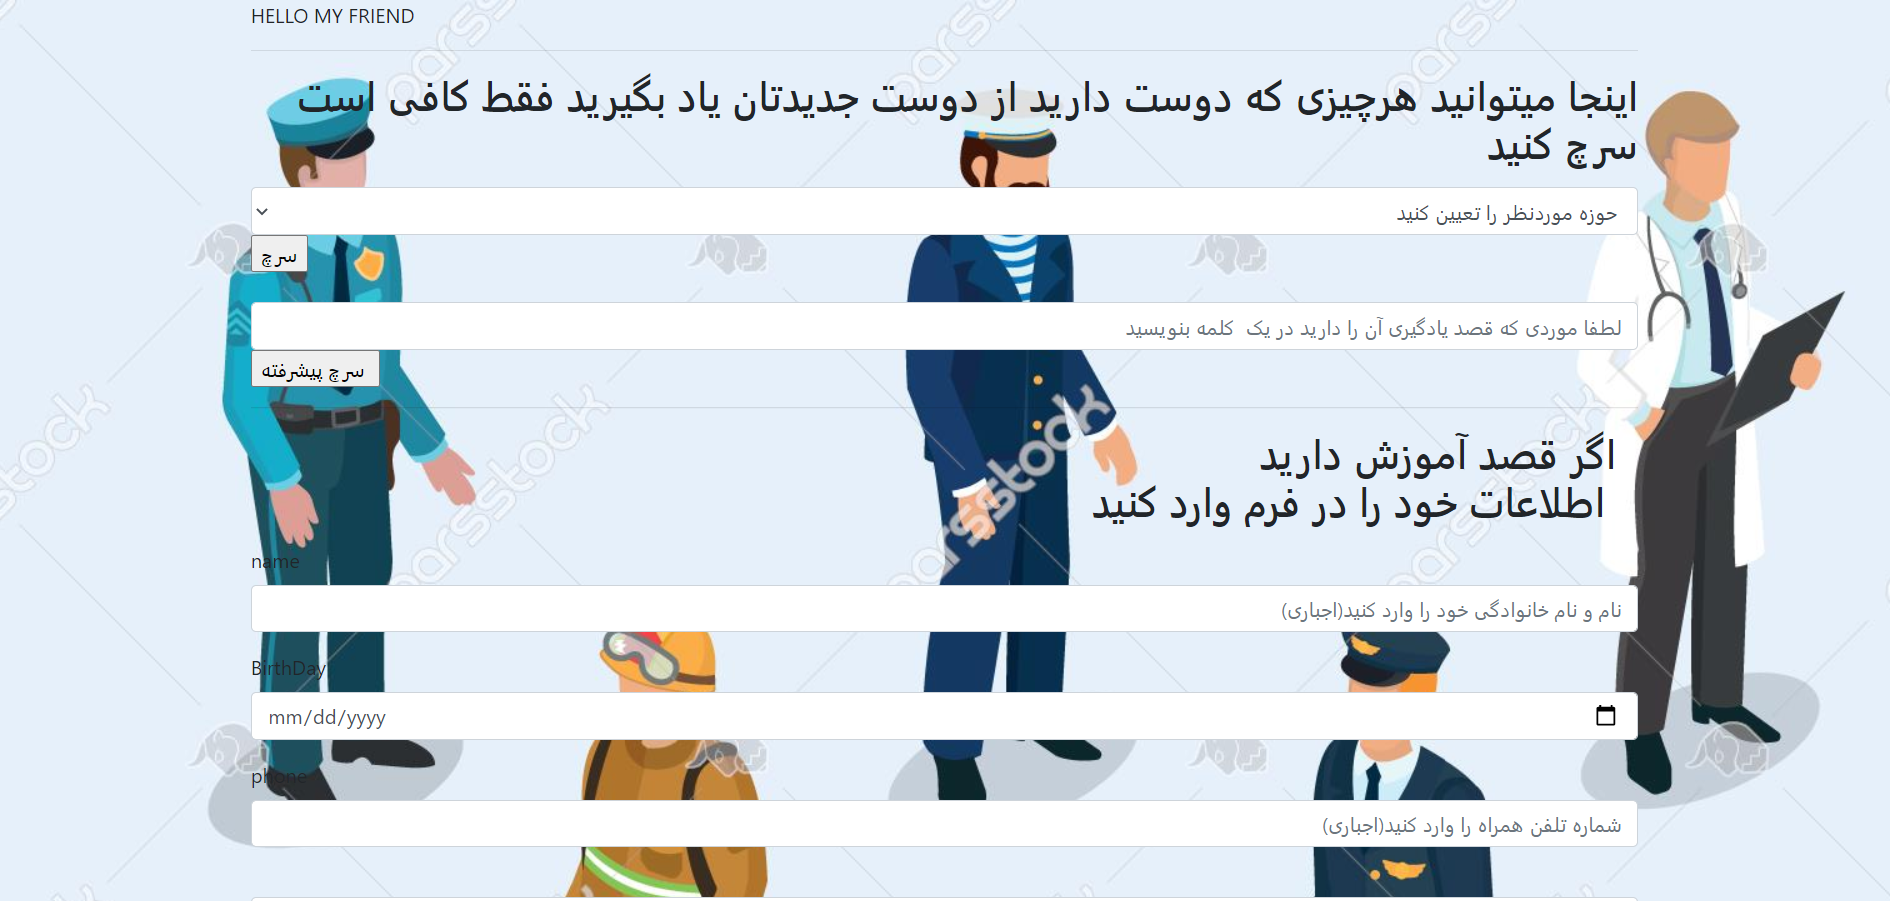 HELLO MY FRIEND
اینجا میتوانید هرچیزی که دوست دارید از دوست جدیدتان یاد بگیرید فقط کافی است
سرچ کنید
حوزه موردنظر را تعیین کنید
سرچ
لطفا موردی که قصد یادگیری آن را دارید در یک کلمه بنویسید
سرچ پیشرفته
اگر قصد آموزش دارید
اطلاعات خود را در فرم وارد کنید
name
نام و نام خانوادگی خود را وارد کنید(اجباری)
BirthDay
mm/dd/yyyy
phone
شماره تلفن همراه را وارد کنید(اجباری)
parsstock
parsstock
parsstock
parsstock